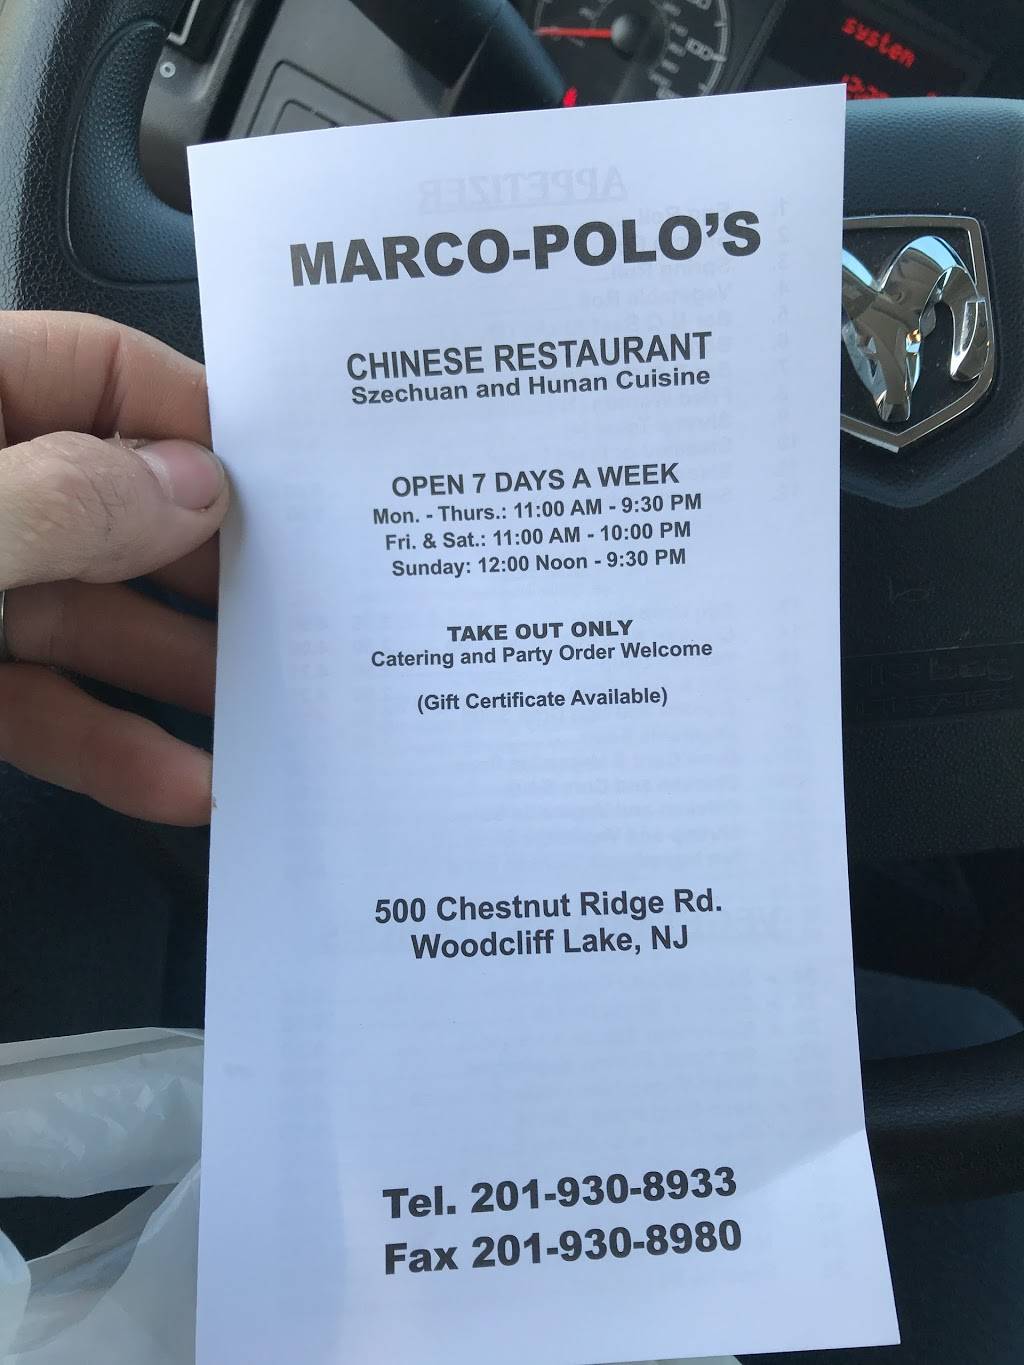 system
100
APPETIZER
MARCO-POLO'S
CHINESE RESTAURANT
Szechuan and Hunan Cuisine
OPEN 7 DAYS A WEEK
Mon. - Thurs.: 11:00 AM - 9:30 PM
Fri. & Sat.: 11:00 AM - 10:00 PM
Sunday: 12:00 Noon - 9:30 PM
TAKE OUT ONLY
Catering and Party Order Welcome
(Gift Certificate Available)
500 Chestnut Ridge Rd.
Woodcliff Lake, NJ
Tel. 201-930-8933
Fax 201-930-8980